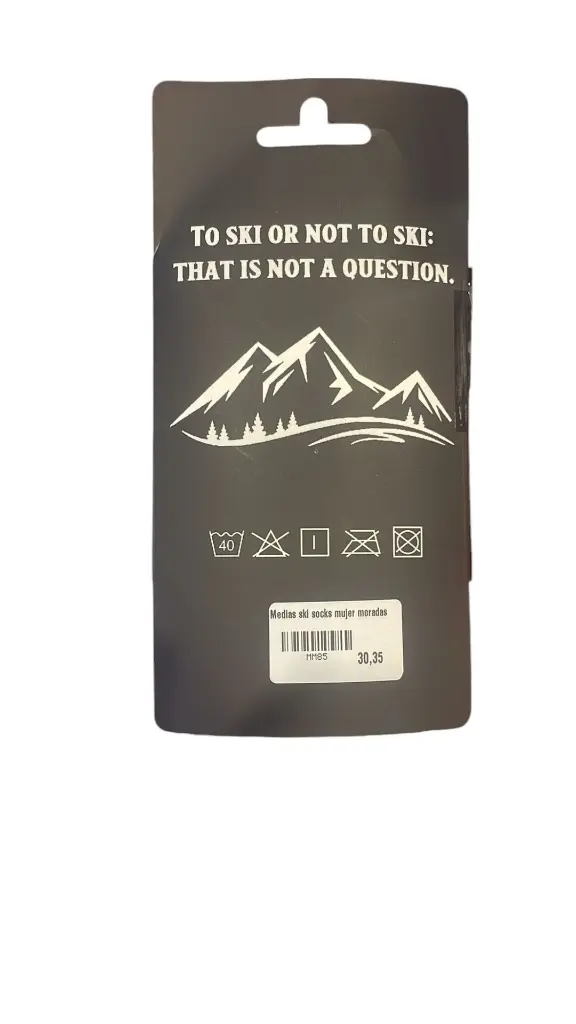 TO SKI OR NOT TO SKI:
THAT IS NOT A QUESTION.
40
Medias ski socks mujer moradas
MM85
30,35